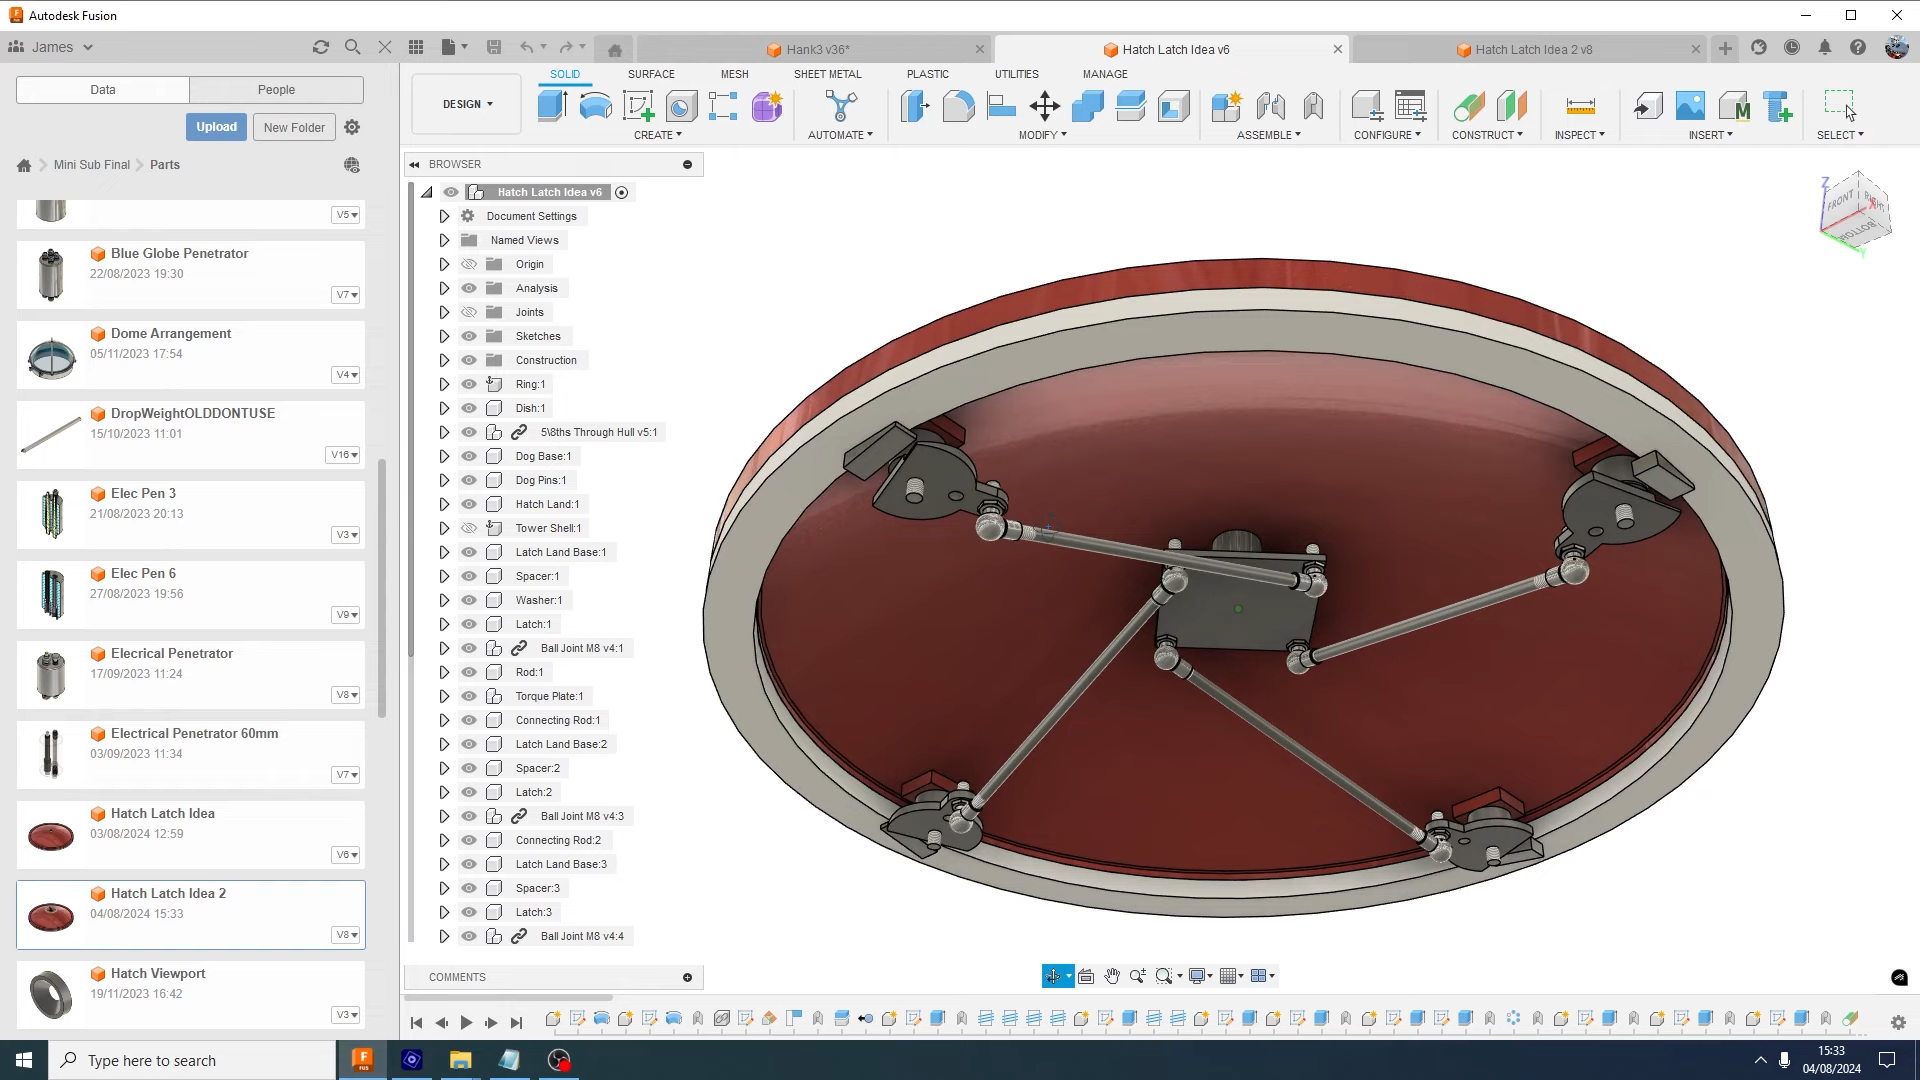 Autodesk Fusion
James
Hank3 v36*
Hatch Latch Idea v6
Hatch Latch Idea 2 v8
Data
People
Upload
New Folder
Mini Sub Final
Parts
DESIGN
SOLID
SURFACE
MESH
SHEET METAL
PLASTIC
UTILITIES
MANAGE
CREATE
AUTOMATE
MODIFY
ASSEMBLE
CONFIGURE
CONSTRUCT
INSPECT
INSERT
SELECT
V5
Blue Globe Penetrator
22/08/2023 19:30
V7
Dome Arrangement
05/11/2023 17:54
V4
DropWeightOLDDONTUSE
15/10/2023 11:01
V16
Elec Pen 3
21/08/2023 20:13
V3
Elec Pen 6
27/08/2023 19:56
V9
Elecrical Penetrator
17/09/2023 11:24
V8
Electrical Penetrator 60mm
03/09/2023 11:34
V7
Hatch Latch Idea
03/08/2024 12:59
V6
Hatch Latch Idea 2
04/08/2024 15:33
V8
Hatch Viewport
19/11/2023 16:42
V3
BROWSER
Hatch Latch Idea v6
Document Settings
Named Views
Origin
Analysis
Joints
Sketches
Construction
Ring:1
Dish:1
5\8ths Through Hull v5:1
Dog Base:1
Dog Pins:1
Hatch Land:1
Tower Shell:1
Latch Land Base:1
Spacer:1
Washer:1
Latch:1
Ball Joint M8 v4:1
Rod:1
Torque Plate:1
Connecting Rod:1
Latch Land Base:2
Spacer:2
Latch:2
Ball Joint M8 v4:3
Connecting Rod:2
Latch Land Base:3
Spacer:3
Latch:3
Ball Joint M8 v4:4
COMMENTS
Z
FRONT
RIGHT
X
BOTTOM
Y
Type here to search
15:33
04/08/2024